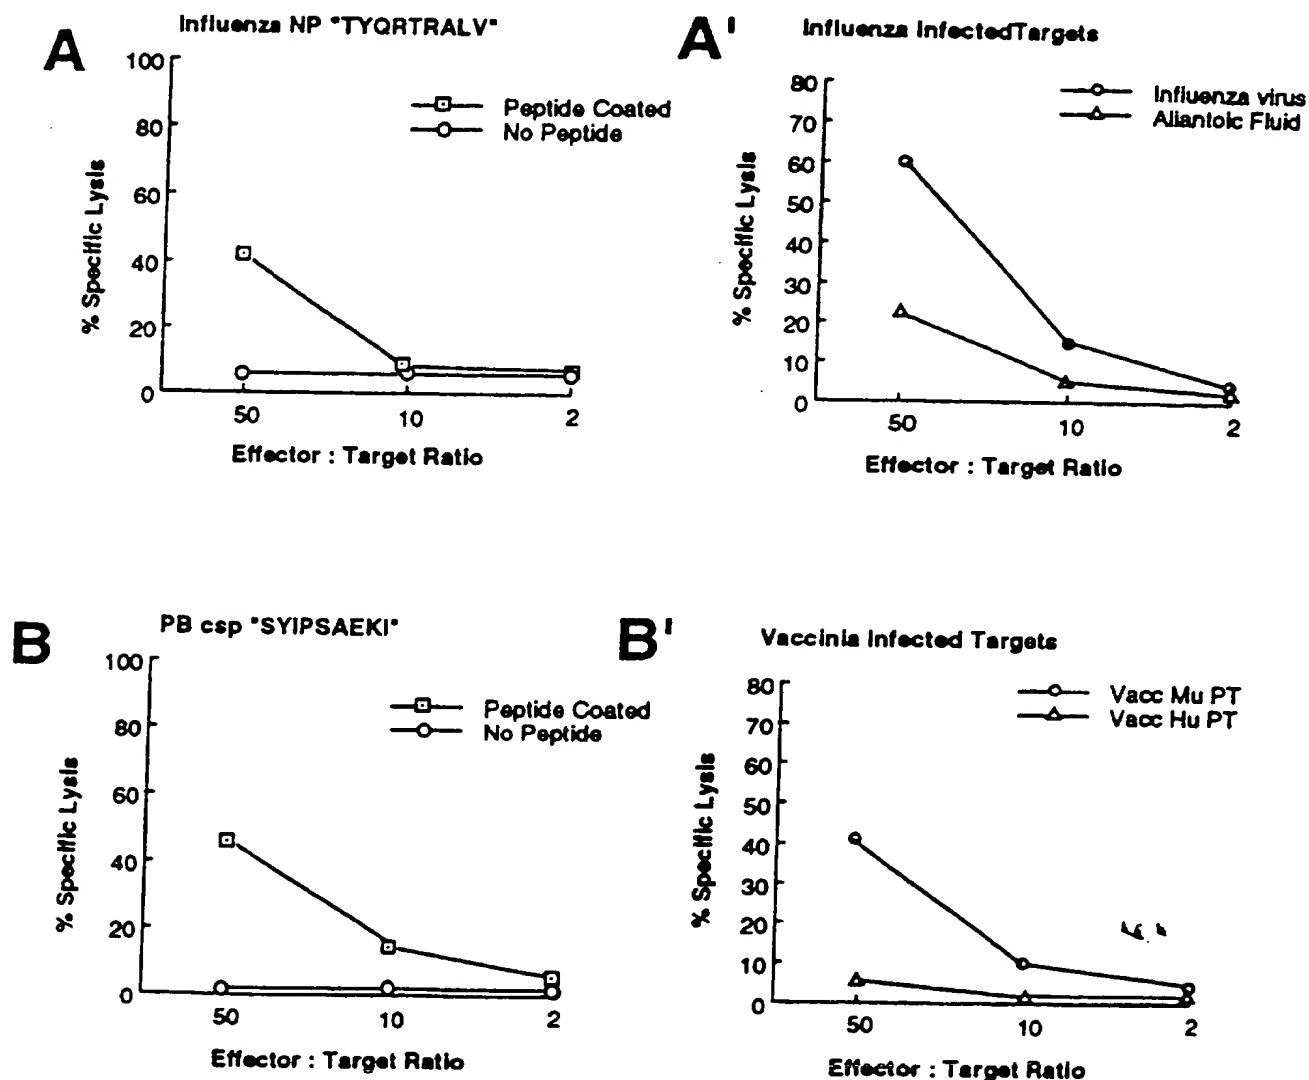 A
Influenza NP "TYQRTRALV"
100
80
60
40
20
0
% Specific Lysis
Peptide Coated
No Peptide
50 10 2
Effector : Target Ratio
A'
Influenza InfectedTargets
80
70
60
50
40
30
20
10
0
% Specific Lysis
Influenza virus
Allantoic Fluid
50 10 2
Effector : Target Ratio
B
PB csp "SYIPSAEKI"
100
80
60
40
20
0
% Specific Lysis
Peptide Coated
No Peptide
50 10 2
Effector : Target Ratio
B'
Vaccinia Infected Targets
80
70
60
50
40
30
20
10
0
% Specific Lysis
Vacc Mu PT
Vacc Hu PT
50 10 2
Effector : Target Ratio